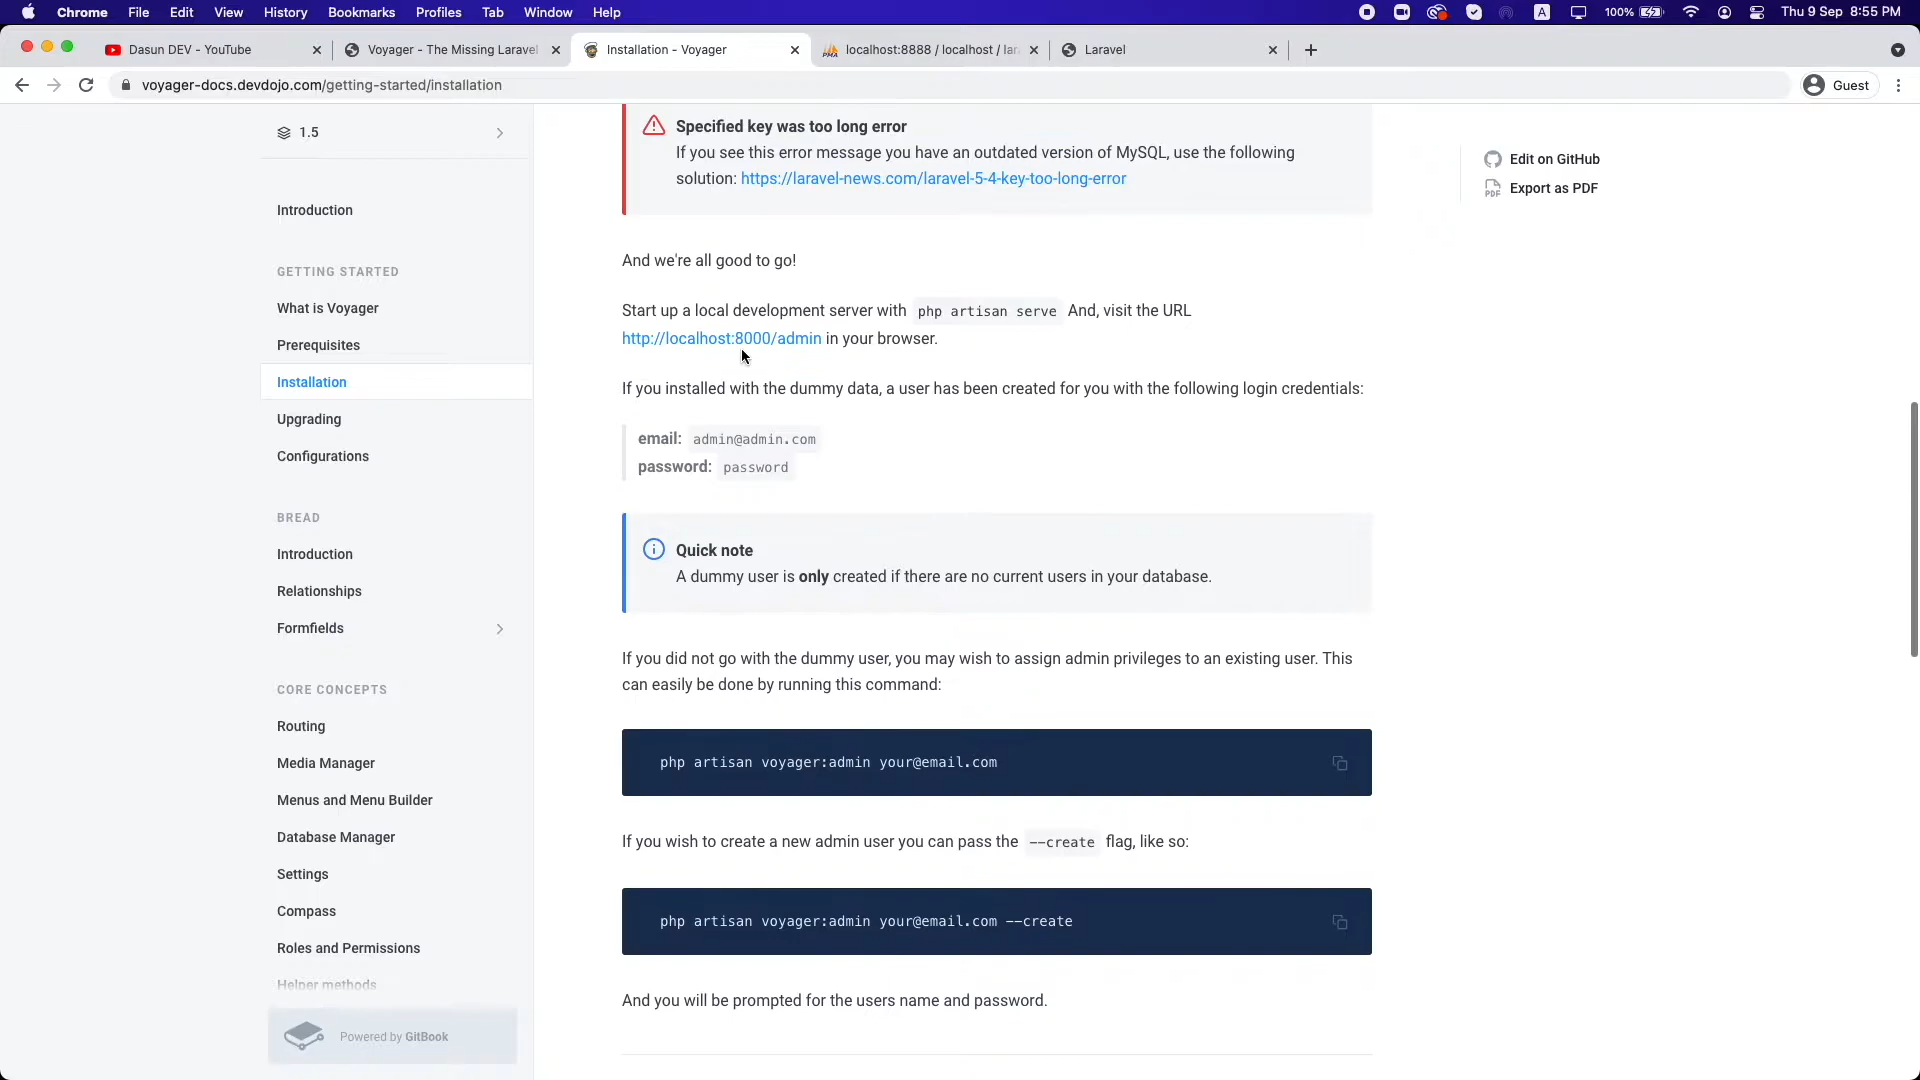 Chrome File Edit View History Bookmarks Profiles Tab Window Help A 100% Thu 9 Sep 8:55 PM
Dasun DEV - YouTube
Voyager - The Missing Laravel
Installation - Voyager
localhost:8888 / localhost / lar
Laravel
voyager-docs.devdojo.com/getting-started/installation
Guest
1.5
Introduction
GETTING STARTED
What is Voyager
Prerequisites
Installation
Upgrading
Configurations
BREAD
Introduction
Relationships
Formfields
CORE CONCEPTS
Routing
Media Manager
Menus and Menu Builder
Database Manager
Settings
Compass
Roles and Permissions
Helper methods
Powered by GitBook
Specified key was too long error
If you see this error message you have an outdated version of MySQL, use the following
solution: https://laravel-news.com/laravel-5-4-key-too-long-error
And we're all good to go!
Start up a local development server with php artisan serve And, visit the URL
http://localhost:8000/admin in your browser.
If you installed with the dummy data, a user has been created for you with the following login credentials:
email: admin@admin.com
password: password
Quick note
A dummy user is only created if there are no current users in your database.
If you did not go with the dummy user, you may wish to assign admin privileges to an existing user. This
can easily be done by running this command:
php artisan voyager:admin your@email.com
If you wish to create a new admin user you can pass the --create flag, like so:
php artisan voyager:admin your@email.com --create
And you will be prompted for the users name and password.
Edit on GitHub
PDF Export as PDF